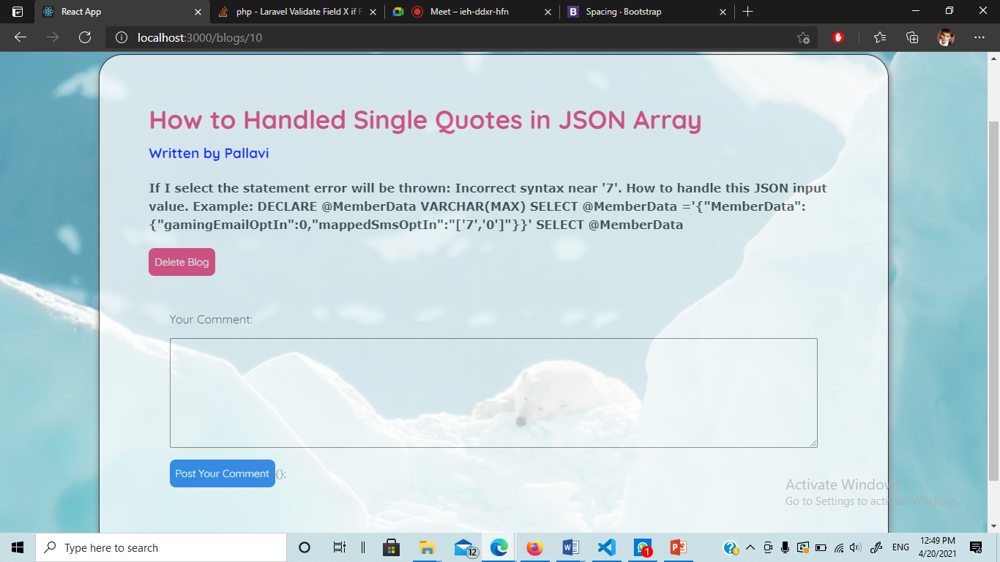 React App
php - Laravel Validate Field X if F
Meet – ieh-ddxr-hfn
Spacing · Bootstrap
localhost:3000/blogs/10
How to Handled Single Quotes in JSON Array
Written by Pallavi
If I select the statement error will be thrown: Incorrect syntax near '7'. How to handle this JSON input
value. Example: DECLARE @MemberData VARCHAR(MAX) SELECT @MemberData ='{"MemberData":
{"gamingEmailOptIn":0,"mappedSmsOptIn":"['7','0']"}}' SELECT @MemberData
Delete Blog
Your Comment:
Post Your Comment {};
Activate Windows
Go to Settings to activate Windows.
Type here to search
12
1
ENG
12:49 PM
4/20/2021